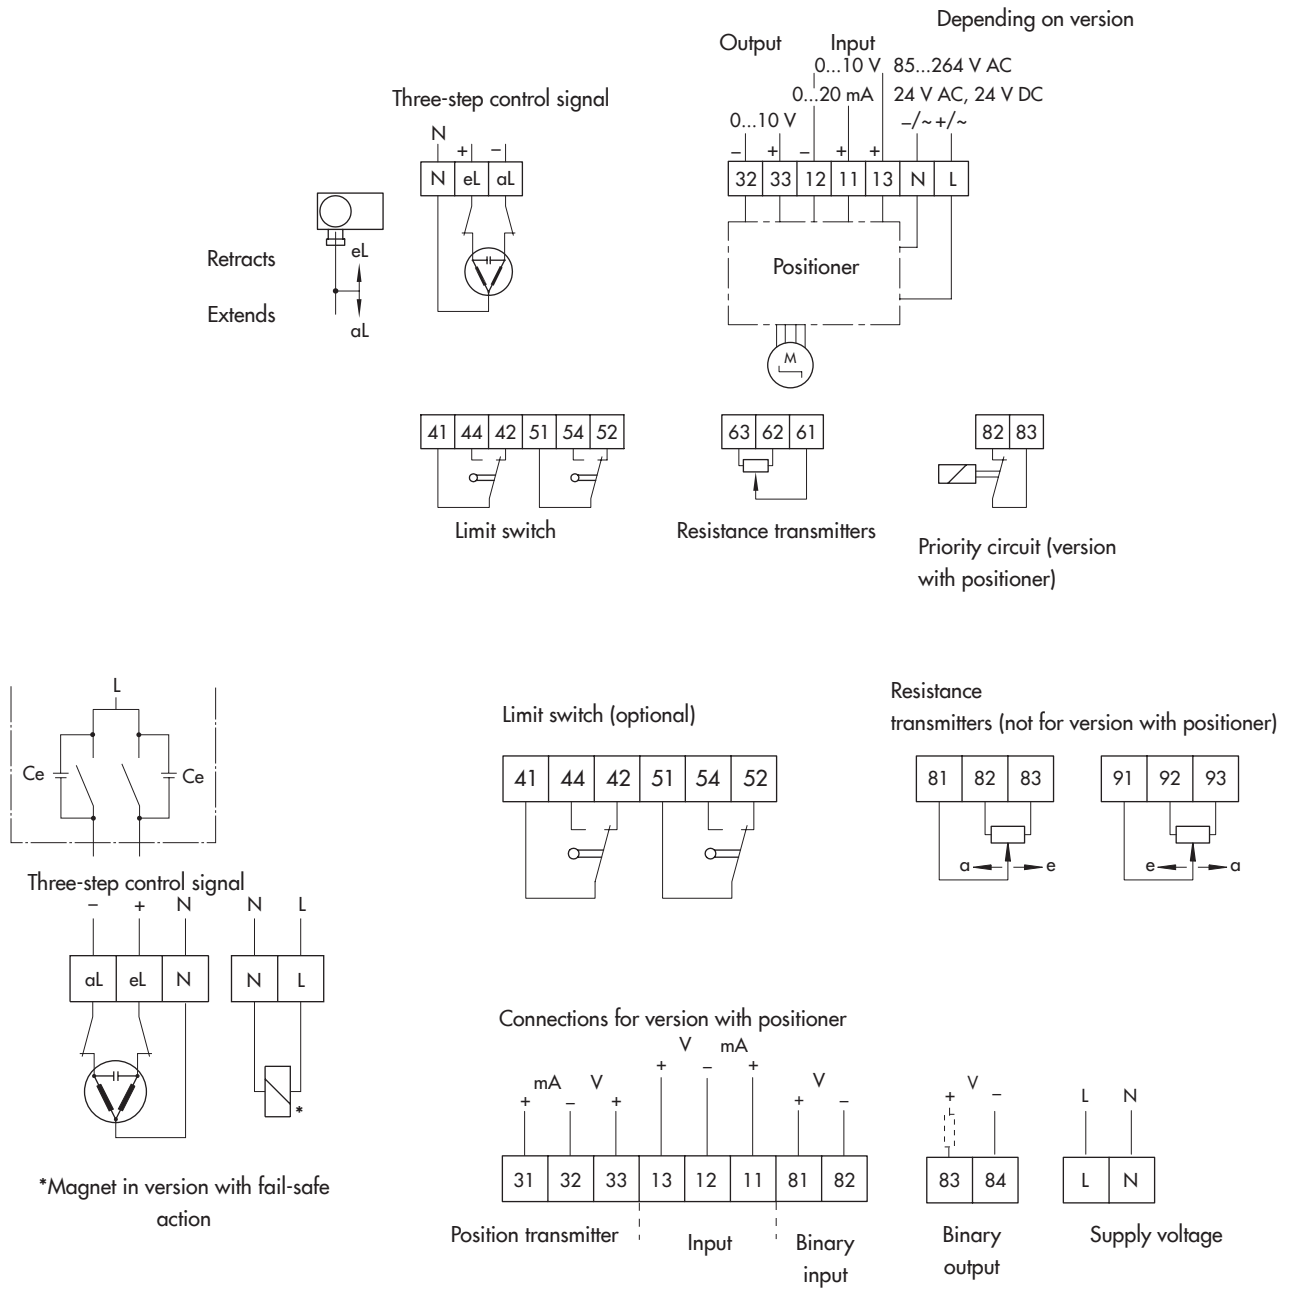 Depending on version
Output Input
0...10 V 85...264 V AC
Three-step control signal
0...20 mA 24 V AC, 24 V DC
0...10 V –/~ +/~
N
+ –
– + – + +
N eL aL
32 33 12 11 13 N L
Retracts
eL
Extends
aL
Positioner
M
41 44 42 51 54 52
63 62 61
82 83
Limit switch
Resistance transmitters
Priority circuit (version
with positioner)
L
Ce Ce
Limit switch (optional)
Resistance
transmitters (not for version with positioner)
41 44 42 51 54 52
81 82 83
91 92 93
a e
e a
Three-step control signal
– + N N L
aL eL N N L
*
*Magnet in version with fail-safe
action
Connections for version with positioner
V mA
+ – +
mA V V
+ – + + –
V
+ –
L N
31 32 33 13 12 11 81 82
83 84
L N
Position transmitter
Input
Binary
input
Binary
output
Supply voltage